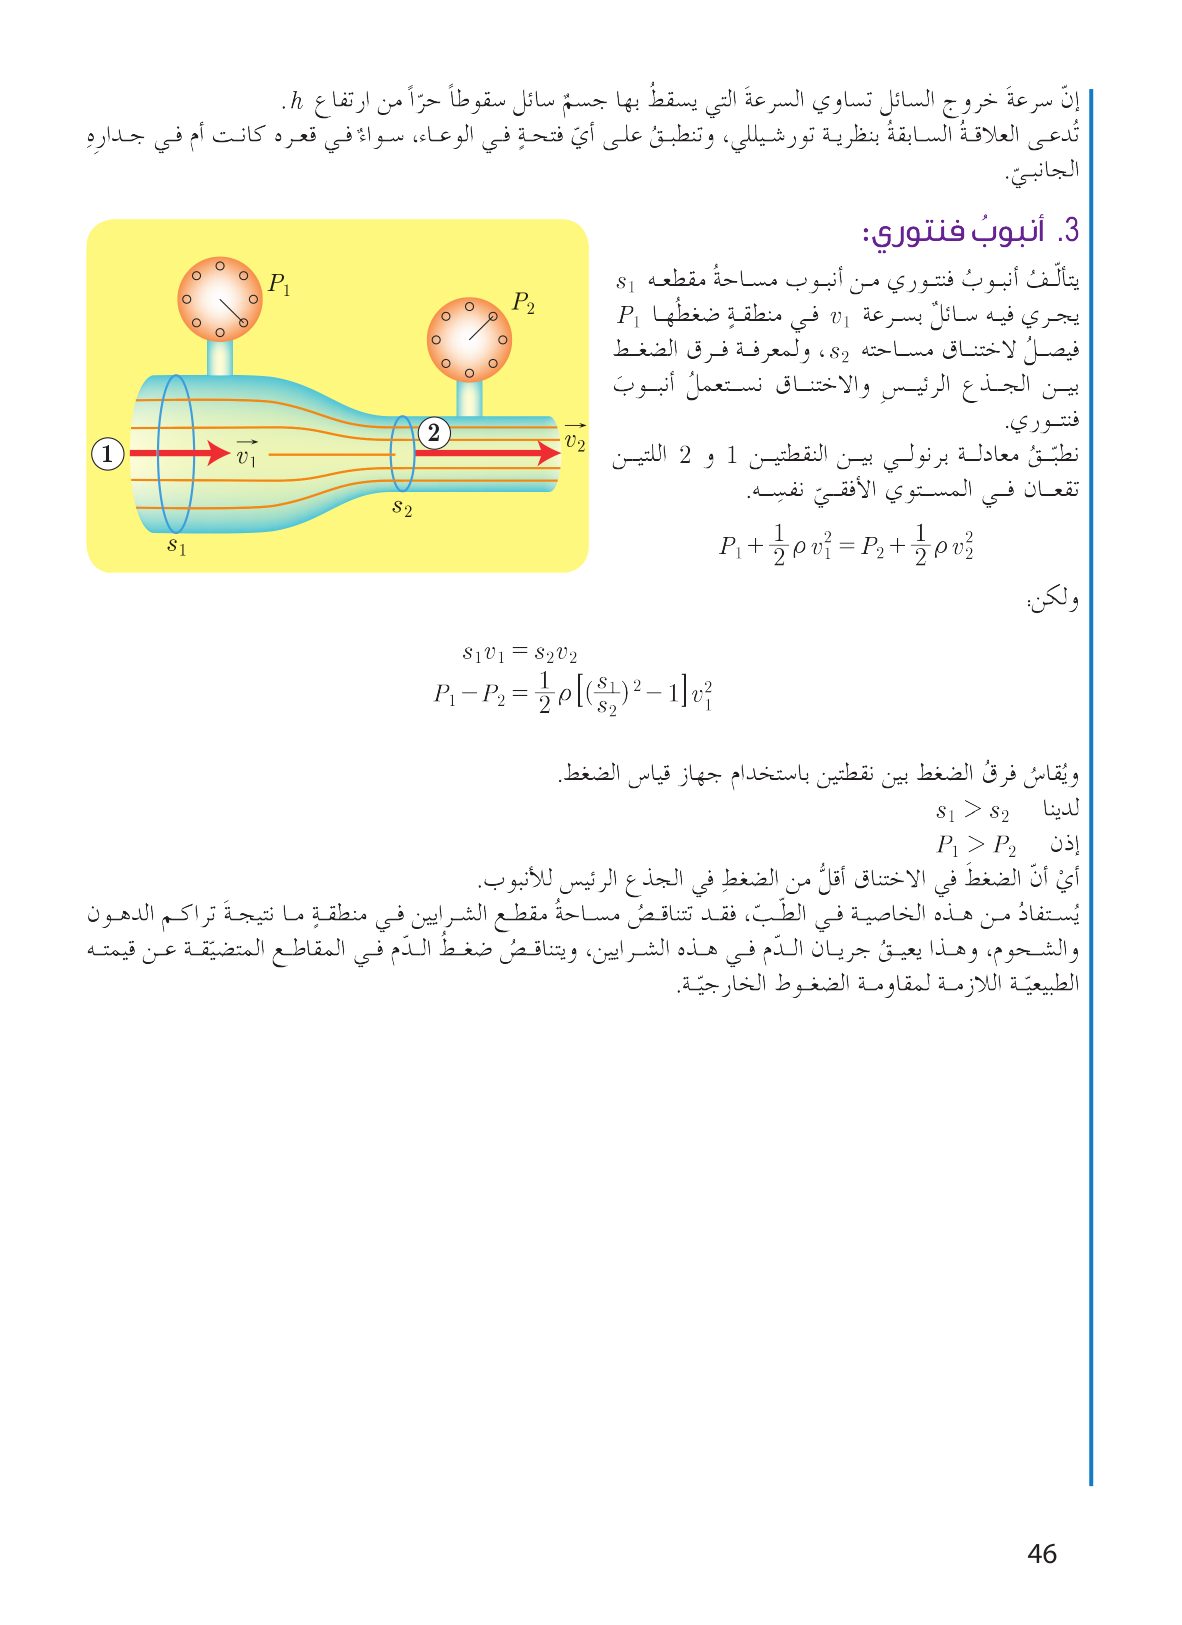 إنّ سرعةَ خروج السائل تساوي السرعةَ التي يسقطُ بها جسمٌ سائل سقوطاً حرّاً من ارتفاع h.
تُدعى العلاقةُ السابقةُ بنظرية تورشيللي، وتنطبقُ على أيّ فتحةٍ في الوعاء، سواءٌ في قعره كانت أم في جدارِهِ
الجانبيّ.
3. أنبوبُ فنتوري:
يتألّفُ أنبوبُ فنتوري من أنبوب مساحةُ مقطعه s₁
يجري فيه سائلٌ بسرعة v₁ في منطقةٍ ضغطُها P₁
فيصلُ لاختناق مساحته s₂، ولمعرفة فرق الضغط
بين الجذع الرئيسِ والاختناق نستعملُ أنبوبَ
فنتوري.
نطبّقُ معادلة برنولي بين النقطتين 1 و 2 اللتين
تقعان في المستوي الأفقيّ نفسِه.
P₁
P₂
1
v₁
2
v₂
s₂
s₁
P₁ + 1/2 ρ v₁² = P₂ + 1/2 ρ v₂²
ولكن:
s₁v₁ = s₂v₂
P₁ − P₂ = 1/2 ρ [(s₁/s₂)² − 1] v₁²
ويُقاسُ فرقُ الضغط بين نقطتين باستخدام جهاز قياس الضغط.
لدينا s₁ > s₂
إذن P₁ > P₂
أيْ أنّ الضغطَ في الاختناق أقلُّ من الضغطِ في الجذع الرئيس للأنبوب.
يُستفادُ من هذه الخاصية في الطّبّ، فقد تتناقصُ مساحةُ مقطع الشرايين في منطقةٍ ما نتيجةَ تراكم الدهون
والشحوم، وهذا يعيقُ جريان الدّم في هذه الشرايين، ويتناقصُ ضغطُ الدّم في المقاطع المتضيّقة عن قيمته
الطبيعيّة اللازمة لمقاومة الضغوط الخارجيّة.
46